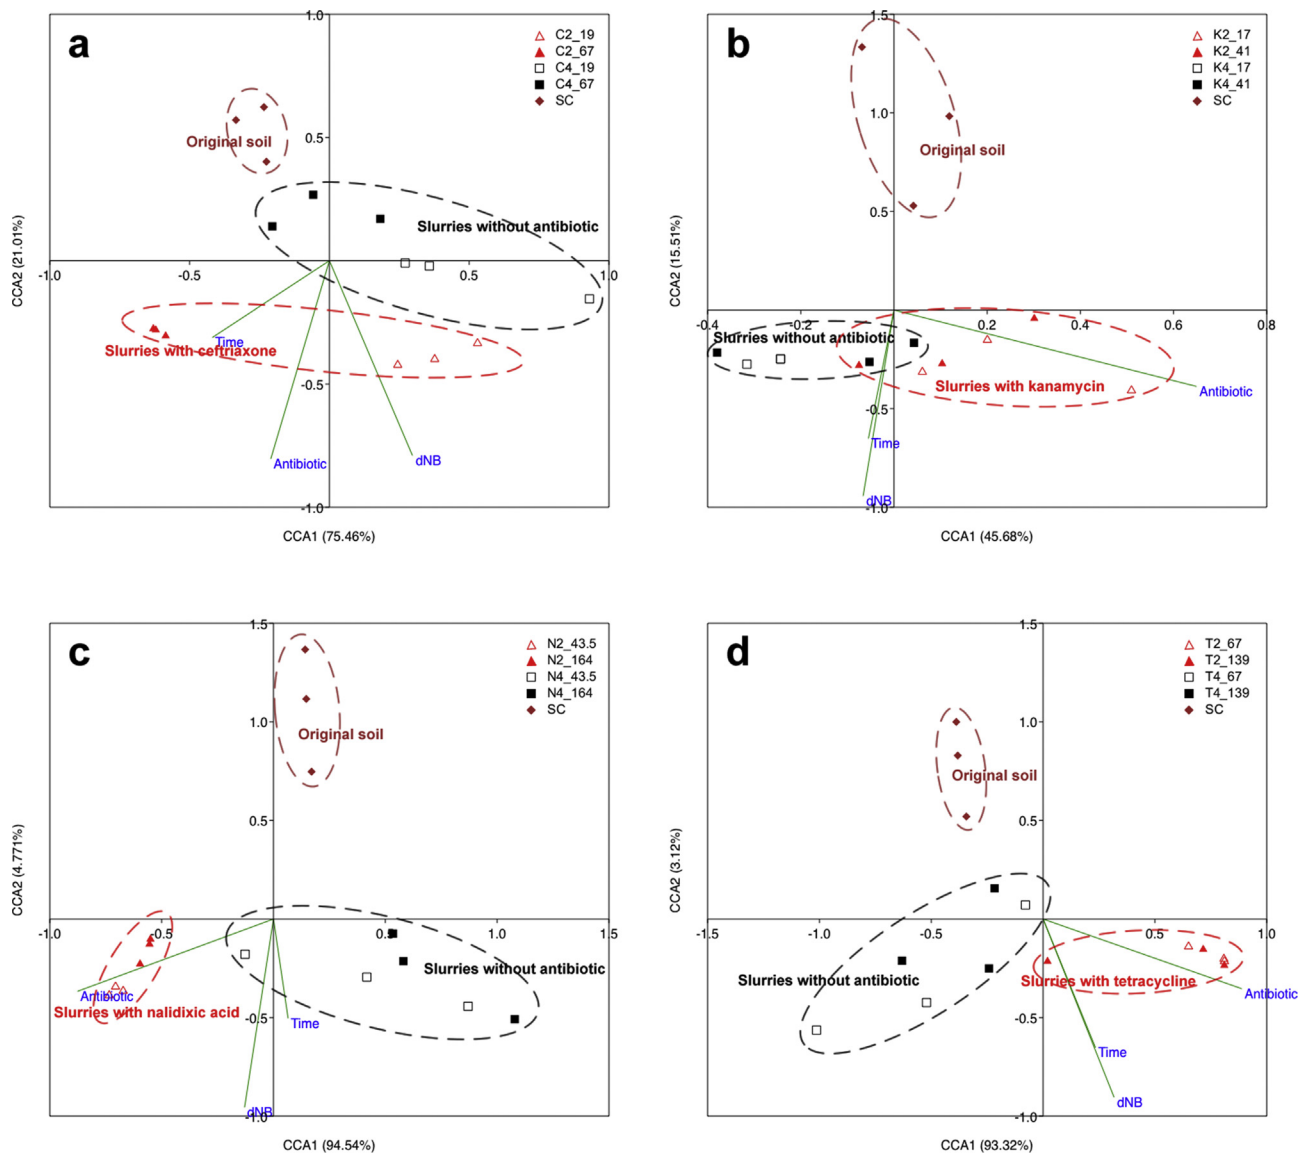 a
1.0
C2_19
C2_67
C4_19
C4_67
SC
0.5
Original soil
Slurries without antibiotic
-1.0
-0.5
0.5
1.0
Time
Slurries with ceftriaxone
-0.5
Antibiotic
dNB
-1.0
CCA2 (21.01%)
CCA1 (75.46%)
b
1.5
K2_17
K2_41
K4_17
K4_41
SC
1.0
Original soil
0.5
-0.4
-0.2
0.2
0.4
0.6
0.8
Slurries without antibiotic
Slurries with kanamycin
Antibiotic
-0.5
Time
dNB
-1.0
CCA2 (15.51%)
CCA1 (45.68%)
c
1.5
N2_43.5
N2_164
N4_43.5
N4_164
SC
1.0
Original soil
0.5
-1.0
-0.5
0.5
1.0
1.5
Slurries without antibiotic
Antibiotic
Slurries with nalidixic acid
-0.5
Time
dNB
-1.0
CCA2 (4.771%)
CCA1 (94.54%)
d
1.5
T2_67
T2_139
T4_67
T4_139
SC
1.0
Original soil
0.5
-1.5
-1.0
-0.5
0.5
1.0
Slurries without antibiotic
Slurries with tetracycline
Antibiotic
-0.5
Time
dNB
-1.0
CCA2 (3.12%)
CCA1 (93.32%)